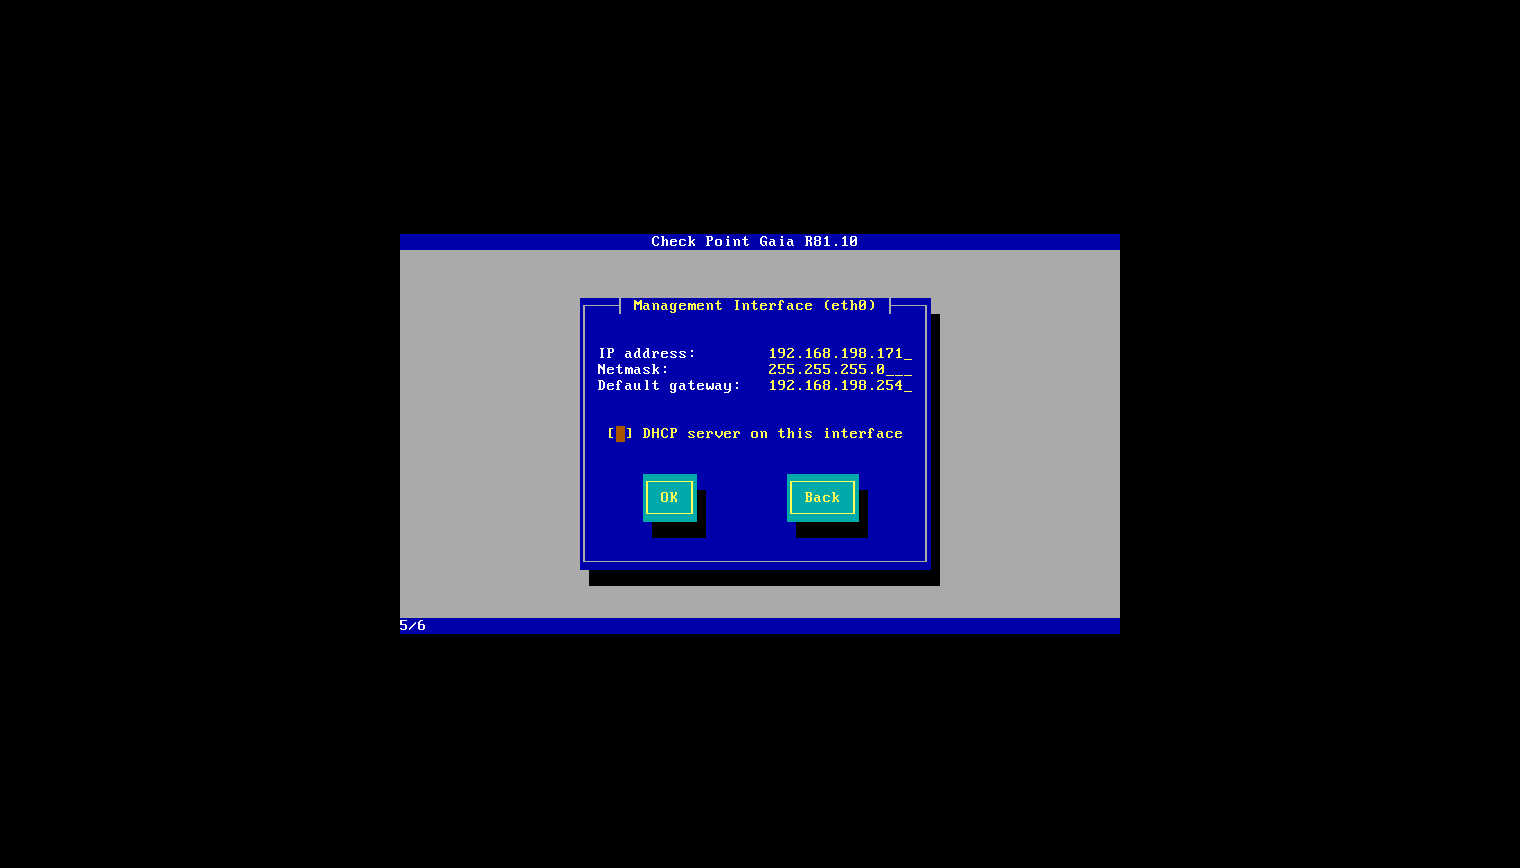 Check Point Gaia R81.10
Management Interface (eth0)
IP address: 192.168.198.171_
Netmask: 255.255.255.0___
Default gateway: 192.168.198.254_
[ ] DHCP server on this interface
OK Back
5/6